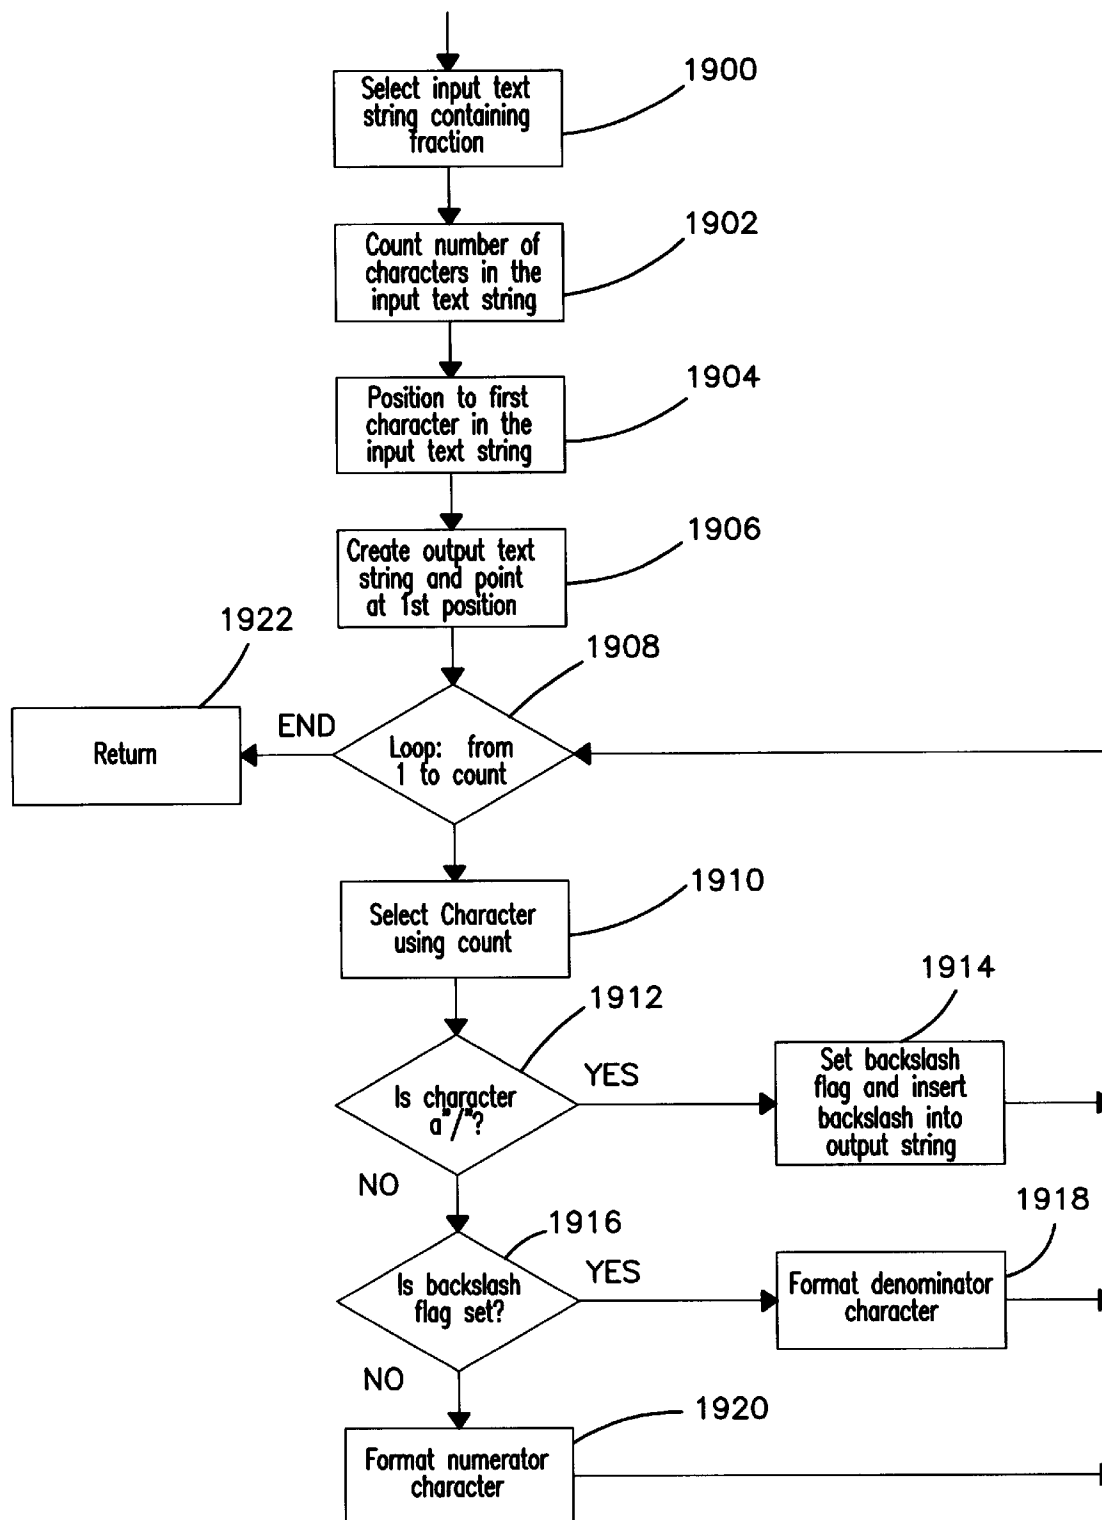 1900
Select input text
string containing
fraction
1902
Count number of
characters in the
input text string
1904
Position to first
character in the
input text string
1906
Create output text
string and point
at 1st position
1922
1908
Return
END
Loop: from
1 to count
1910
Select Character
using count
1912
1914
Is character
a"/"?
YES
Set backslash
flag and insert
backslash into
output string
NO
1916
1918
Is backslash
flag set?
YES
Format denominator
character
NO
1920
Format numerator
character